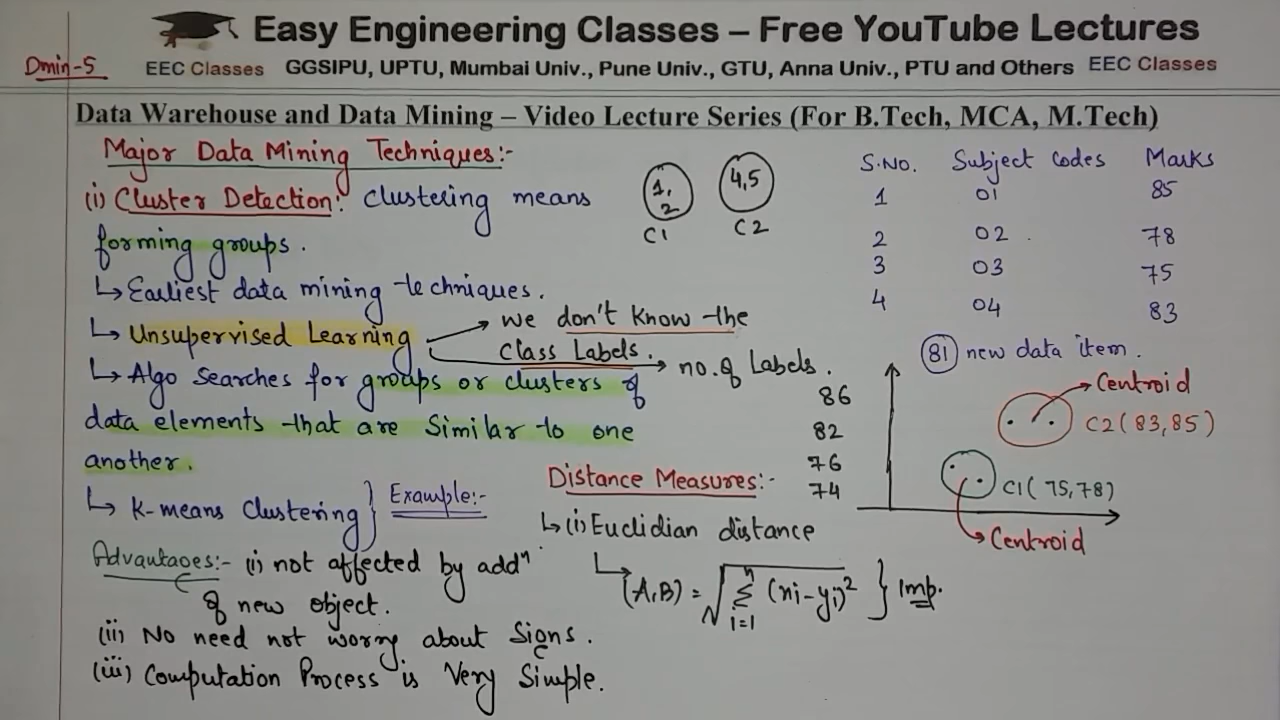 Easy Engineering Classes – Free YouTube Lectures
Dmin-5
EEC Classes GGSIPU, UPTU, Mumbai Univ., Pune Univ., GTU, Anna Univ., PTU and Others EEC Classes
Data Warehouse and Data Mining – Video Lecture Series (For B.Tech, MCA, M.Tech)
Major Data Mining Techniques:-
(i) Cluster Detection: clustering means
forming groups.
↳ Earliest data mining techniques.
↳ Unsupervised Learning
→ we don't know the
class Labels.
→ no. of Labels.
↳ Algo searches for groups or clusters of
data elements that are similar to one
another.
↳ K-means clustering } Example:-
Advantages:- (i) not affected by addⁿ
of new object.
(ii) No need not worry about Signs.
(iii) Computation Process is Very Simple.
1,
2
C1
4,5
C2
S.No. Subject Codes Marks
1 01 85
2 02 78
3 03 75
4 04 83
81 new data item.
86
82
76
74
Centroid
C2(83,85)
C1(75,78)
Centroid
Distance Measures:-
↳ (i) Euclidian distance
(A,B) = √ n Σ i=1 (xi-yi)² } Imp.